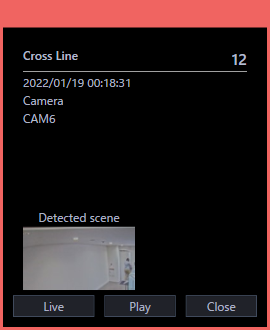 Cross Line
12
2022/01/19 00:18:31
Camera
CAM6
Detected scene
Live
Play
Close